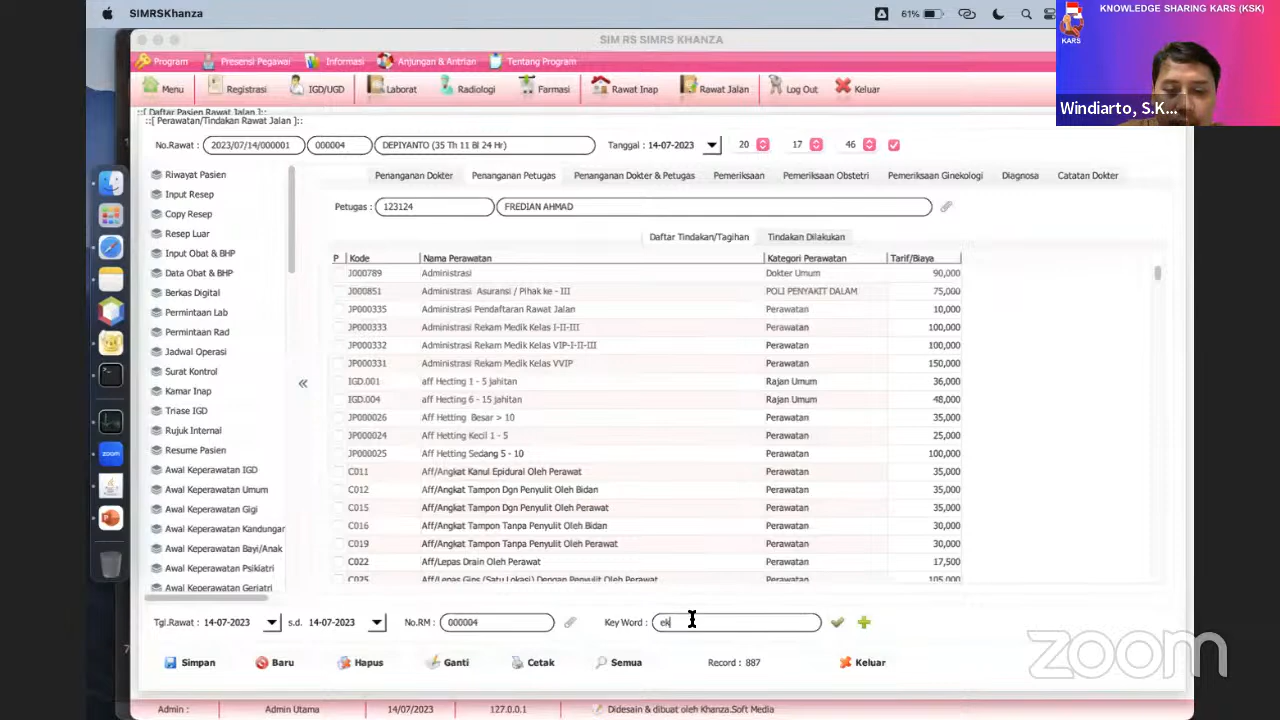 SIMRSKhanza
61%
KNOWLEDGE SHARING KARS (KSK)
KARS
Windiarto, S.K...
SIM RS SIMRS KHANZA
Program Presensi Pegawai Informasi Anjungan & Antrian Tentang Program
Menu Registrasi IGD/UGD Laborat Radiologi Farmasi Rawat Inap Rawat Jalan Log Out Keluar
::[ Daftar Pasien Rawat Jalan ]::
::[ Perawatan/Tindakan Rawat Jalan ]::
No.Rawat : 2023/07/14/000001 000004 DEPIYANTO (35 Th 11 Bl 24 Hr) Tanggal : 14-07-2023 20 17 46
Riwayat Pasien
Input Resep
Copy Resep
Resep Luar
Input Obat & BHP
Data Obat & BHP
Berkas Digital
Permintaan Lab
Permintaan Rad
Jadwal Operasi
Surat Kontrol
Kamar Inap
Triase IGD
Rujuk Internal
Resume Pasien
Awal Keperawatan IGD
Awal Keperawatan Umum
Awal Keperawatan Gigi
Awal Keperawatan Kandungan
Awal Keperawatan Bayi/Anak
Awal Keperawatan Psikiatri
Awal Keperawatan Geriatri
Penanganan Dokter Penanganan Petugas Penanganan Dokter & Petugas Pemeriksaan Pemeriksaan Obstetri Pemeriksaan Ginekologi Diagnosa Catatan Dokter
Petugas : 123124 FREDIAN AHMAD
Daftar Tindakan/Tagihan Tindakan Dilakukan
P Kode Nama Perawatan Kategori Perawatan Tarif/Biaya
J000789 Administrasi Dokter Umum 90,000
J000851 Administrasi Asuransi / Pihak ke - III POLI PENYAKIT DALAM 75,000
JP000335 Administrasi Pendaftaran Rawat Jalan Perawatan 10,000
JP000333 Administrasi Rekam Medik Kelas I-II-III Perawatan 100,000
JP000332 Administrasi Rekam Medik Kelas VIP-I-II-III Perawatan 100,000
JP000331 Administrasi Rekam Medik Kelas VVIP Perawatan 150,000
IGD.001 aff Hecting 1 - 5 jahitan Rajan Umum 36,000
IGD.004 aff Hecting 6 - 15 jahitan Rajan Umum 48,000
JP000026 Aff Hetting Besar > 10 Perawatan 35,000
JP000024 Aff Hetting Kecil 1 - 5 Perawatan 25,000
JP000025 Aff Hetting Sedang 5 - 10 Perawatan 100,000
C011 Aff/Angkat Kanul Epidural Oleh Perawat Perawatan 35,000
C012 Aff/Angkat Tampon Dgn Penyulit Oleh Bidan Perawatan 35,000
C015 Aff/Angkat Tampon Dgn Penyulit Oleh Perawat Perawatan 35,000
C016 Aff/Angkat Tampon Tanpa Penyulit Oleh Bidan Perawatan 30,000
C019 Aff/Angkat Tampon Tanpa Penyulit Oleh Perawat Perawatan 30,000
C022 Aff/Lepas Drain Oleh Perawat Perawatan 17,500
C025 Aff/Lepas Gips (Satu Lokasi) Dengan Penyulit Oleh Perawat Perawatan 105,000
Tgl.Rawat : 14-07-2023 s.d. 14-07-2023 No.RM : 000004 Key Word : ek
Simpan Baru Hapus Ganti Cetak Semua Record : 887 Keluar
Admin : Admin Utama 14/07/2023 127.0.0.1 Didesain & dibuat oleh Khanza.Soft Media
zoom
zoom